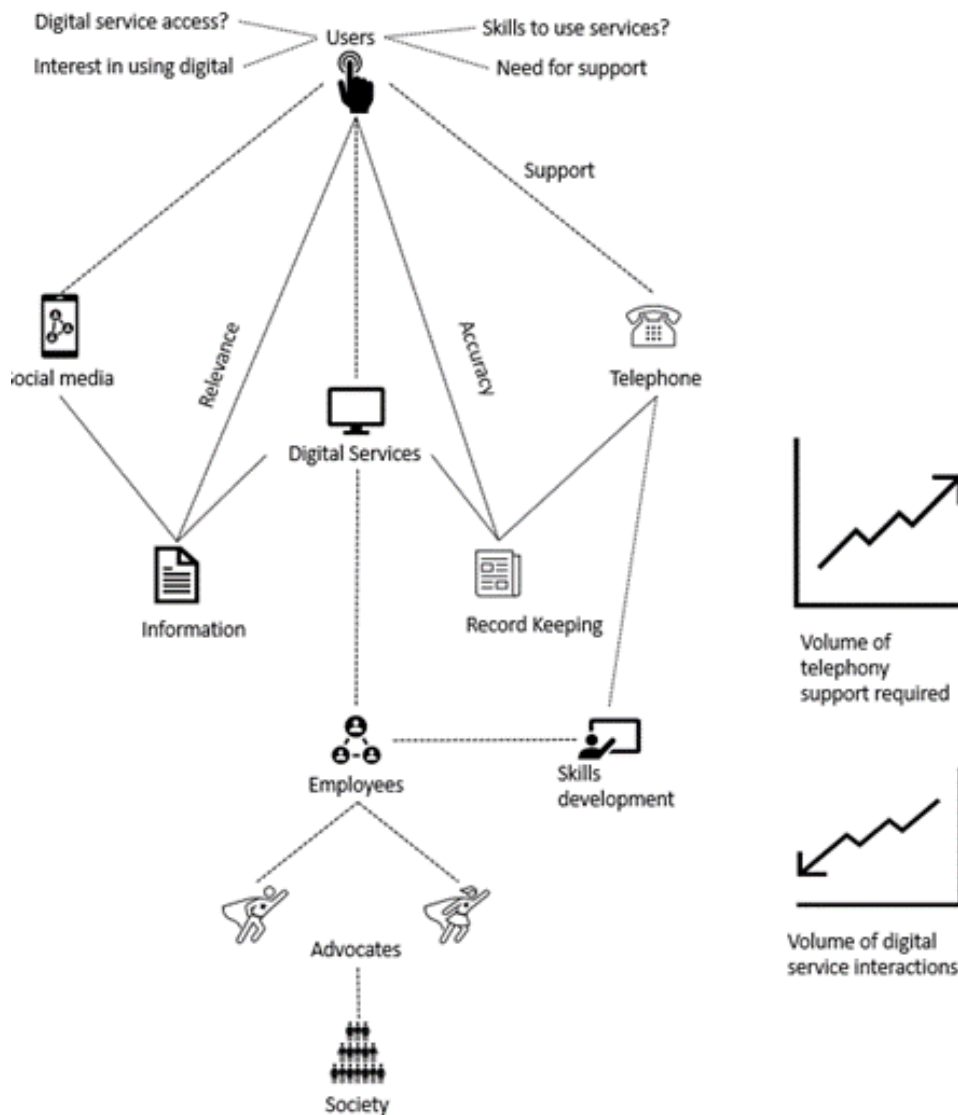 Digital service access?
Users
Skills to use services?
Interest in using digital
Need for support
Support
Relevance
Accuracy
ocial media
Telephone
Digital Services
Information
Record Keeping
Volume of
telephony
support required
Employees
Skills
development
Advocates
Volume of digital
service interactions
Society